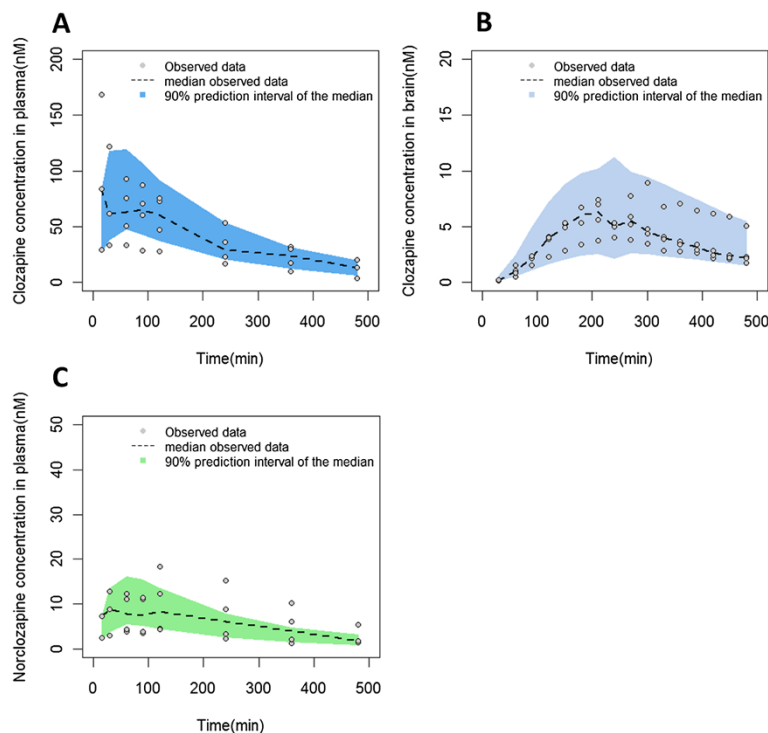 A
Clozapine concentration in plasma(nM)
200
150
100
50
0
Observed data
median observed data
90% prediction interval of the median
0 100 200 300 400 500
Time(min)
B
Clozapine concentration in brain(nM)
20
15
10
5
0
Observed data
median observed data
90% prediction interval of the median
0 100 200 300 400 500
Time(min)
C
Norclozapine concentration in plasma(nM)
50
40
30
20
10
0
Observed data
median observed data
90% prediction interval of the median
0 100 200 300 400 500
Time(min)